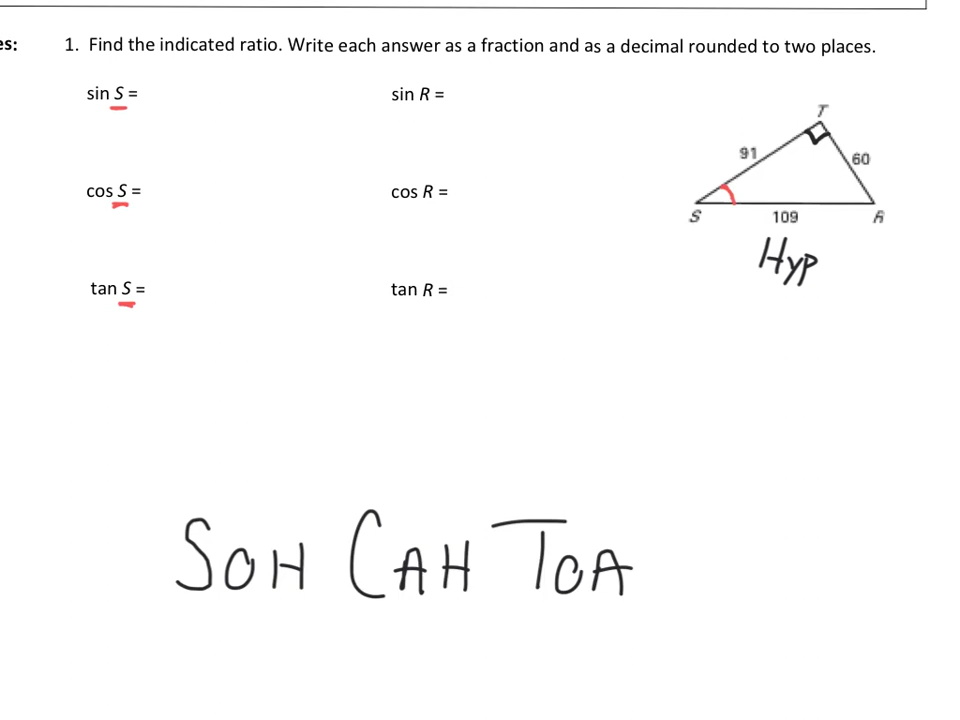 es: 1. Find the indicated ratio. Write each answer as a fraction and as a decimal rounded to two places.
sin S = sin R =
T
91 60
cos S = cos R =
S 109 R
Hyp
tan S = tan R =
SOH CAH TOA